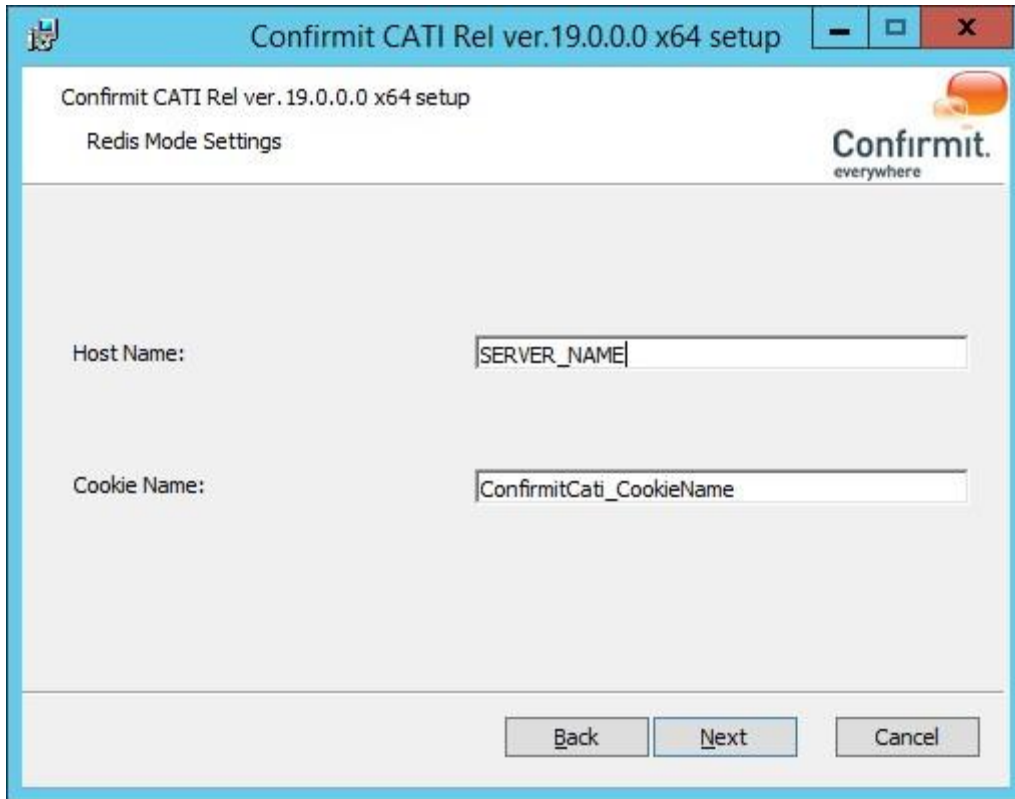 Confirmit CATI Rel ver.19.0.0.0 x64 setup
Confirmit CATI Rel ver. 19.0.0.0 x64 setup
Redis Mode Settings
Confirmit.
everywhere
Host Name:
SERVER_NAME
Cookie Name:
ConfirmitCati_CookieName
Back Next Cancel